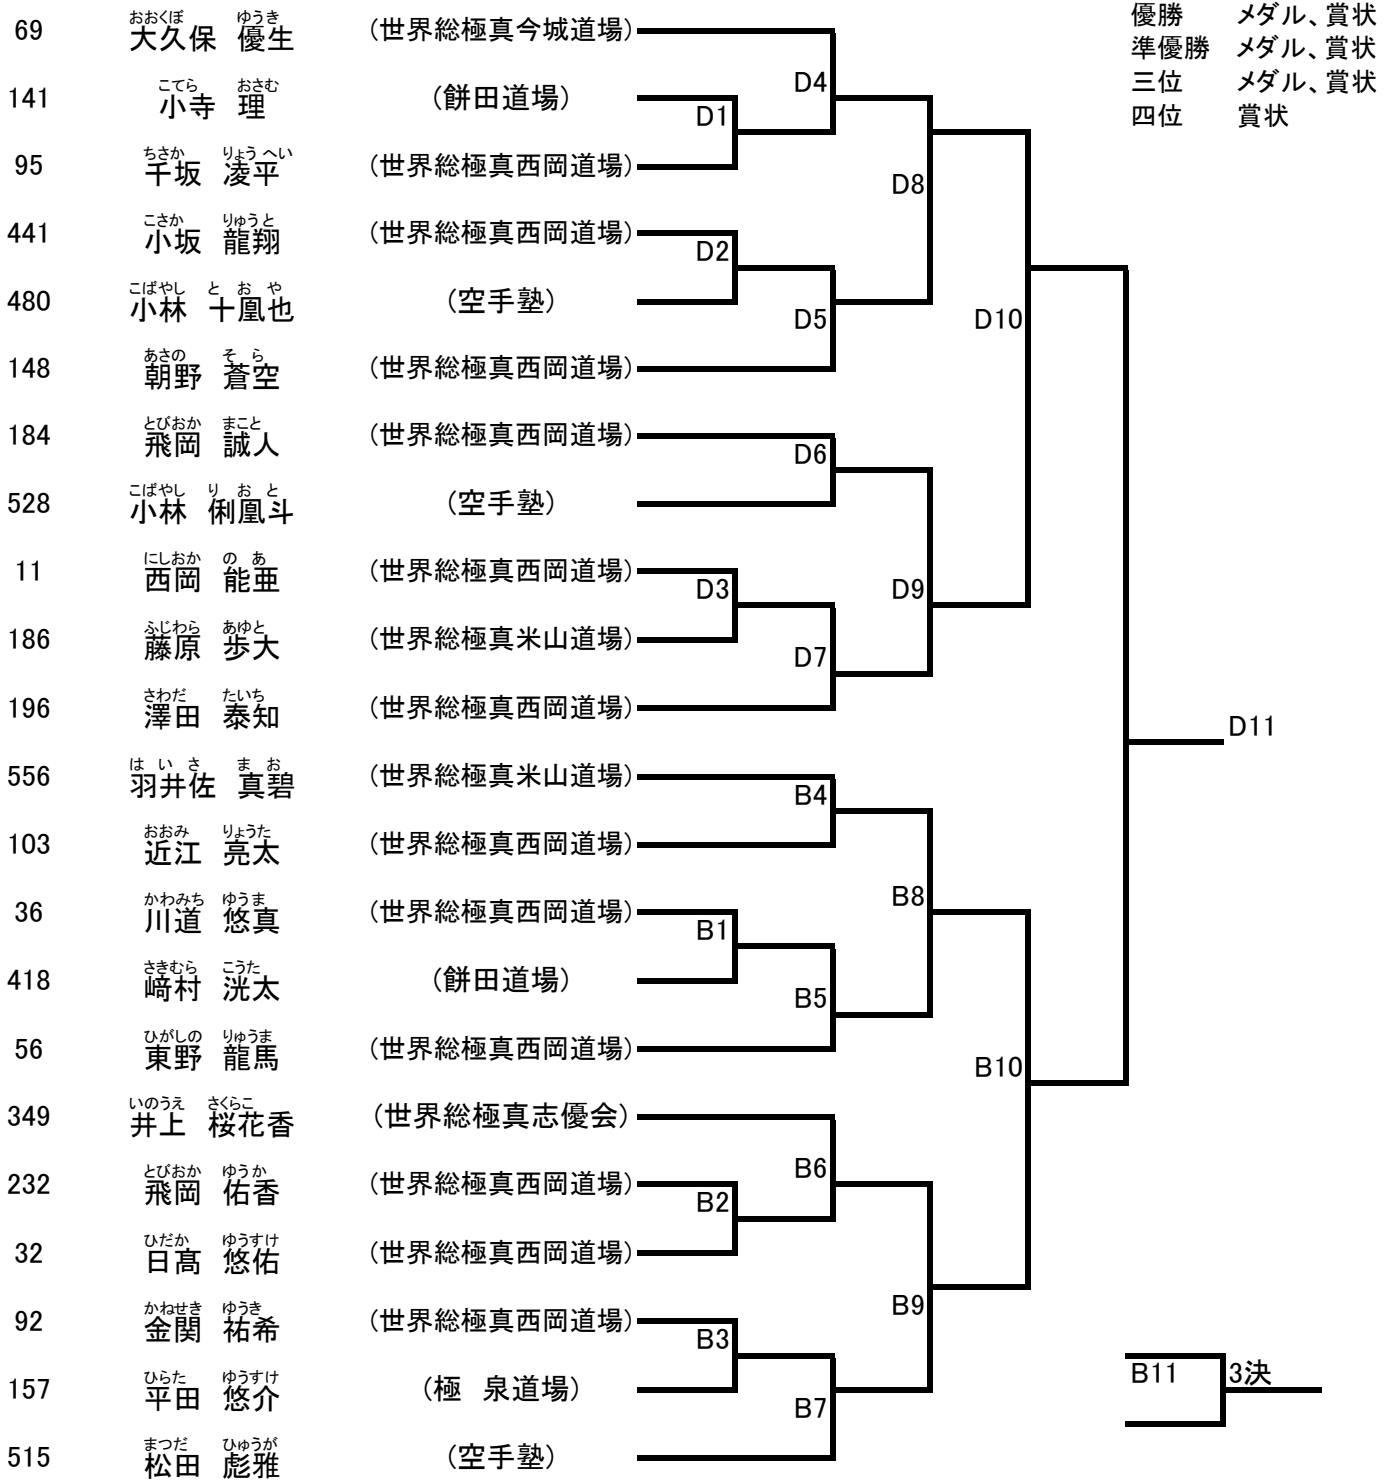 優勝 メダル、賞状
準優勝 メダル、賞状
三位 メダル、賞状
四位 賞状
おおくぼ ゆうき
69 大久保 優生 (世界総極真今城道場)
D4
こてら おさむ
141 小寺 理 (餅田道場)
D1
ちさか りょうへい
95 千坂 凌平 (世界総極真西岡道場)
D8
こさか りゅうと
441 小坂 龍翔 (世界総極真西岡道場)
D2
こばやし とおや
480 小林 十凰也 (空手塾)
D5 D10
あさの そら
148 朝野 蒼空 (世界総極真西岡道場)
とびおか まこと
184 飛岡 誠人 (世界総極真西岡道場)
D6
こばやし りおと
528 小林 俐凰斗 (空手塾)
にしおか のあ
11 西岡 能亜 (世界総極真西岡道場)
D3 D9
ふじわら あゆと
186 藤原 歩大 (世界総極真米山道場)
D7
さわだ たいち
196 澤田 泰知 (世界総極真西岡道場)
D11
はいさ まお
556 羽井佐 真碧 (世界総極真米山道場)
B4
おおみ りょうた
103 近江 亮太 (世界総極真西岡道場)
B8
かわみち ゆうま
36 川道 悠真 (世界総極真西岡道場)
B1
さきむら こうた
418 﨑村 洸太 (餅田道場)
B5
ひがしの りゅうま
56 東野 龍馬 (世界総極真西岡道場)
B10
いのうえ さくらこ
349 井上 桜花香 (世界総極真志優会)
B6
とびおか ゆうか
232 飛岡 佑香 (世界総極真西岡道場)
B2
ひだか ゆうすけ
32 日髙 悠佑 (世界総極真西岡道場)
B9
かねせき ゆうき
92 金関 祐希 (世界総極真西岡道場)
B3
ひらた ゆうすけ
157 平田 悠介 (極 泉道場)
B11 3決
B7
まつだ ひゅうが
515 松田 彪雅 (空手塾)